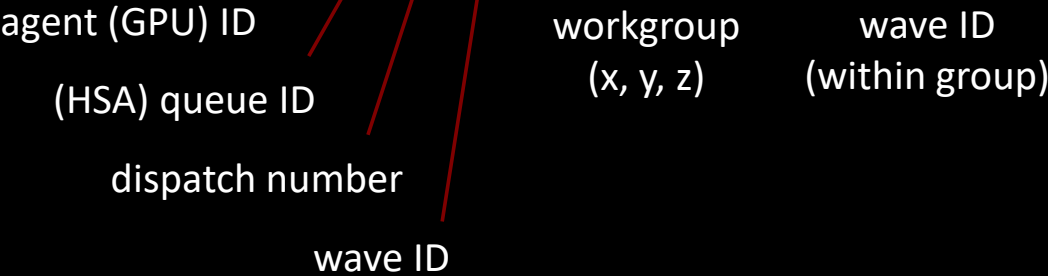 agent (GPU) ID
(HSA) queue ID
dispatch number
wave ID
workgroup
(x, y, z)
wave ID
(within group)